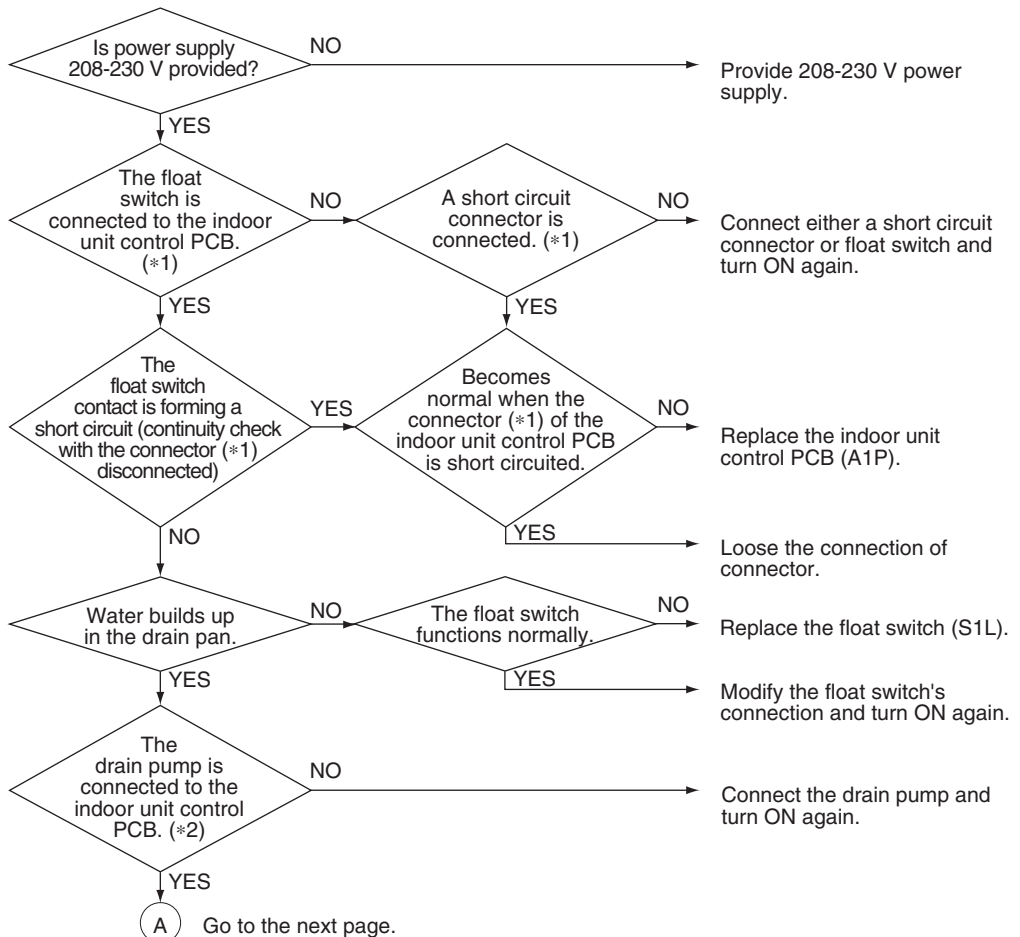 Is power supply
208-230 V provided?
NO
Provide 208-230 V power
supply.
YES
The float
switch is
connected to the indoor
unit control PCB.
(*1)
NO
A short circuit
connector is
connected. (*1)
NO
Connect either a short circuit
connector or float switch and
turn ON again.
YES
YES
The
float switch
contact is forming a
short circuit (continuity check
with the connector (*1)
disconnected)
YES
Becomes
normal when the
connector (*1) of the
indoor unit control PCB
is short circuited.
NO
Replace the indoor unit
control PCB (A1P).
YES
Loose the connection of
connector.
NO
Water builds up
in the drain pan.
NO
The float switch
functions normally.
NO
Replace the float switch (S1L).
YES
Modify the float switch's
connection and turn ON again.
YES
The
drain pump is
connected to the
indoor unit control
PCB. (*2)
NO
Connect the drain pump and
turn ON again.
YES
A
Go to the next page.